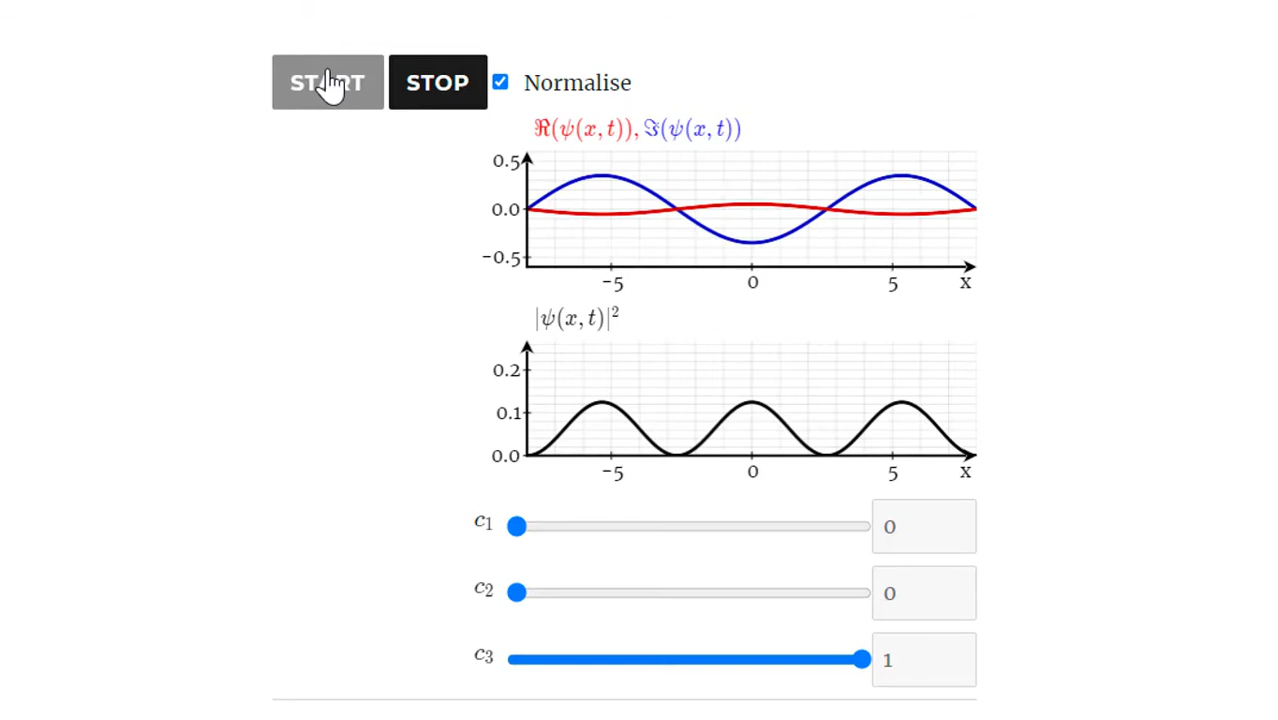 START STOP Normalise
ℜ(ψ(x, t)), ℑ(ψ(x, t))
0.5
0.0
−0.5
−5 0 5 x
|ψ(x, t)|²
0.2
0.1
0.0
−5 0 5 x
c₁ 0
c₂ 0
c₃ 1